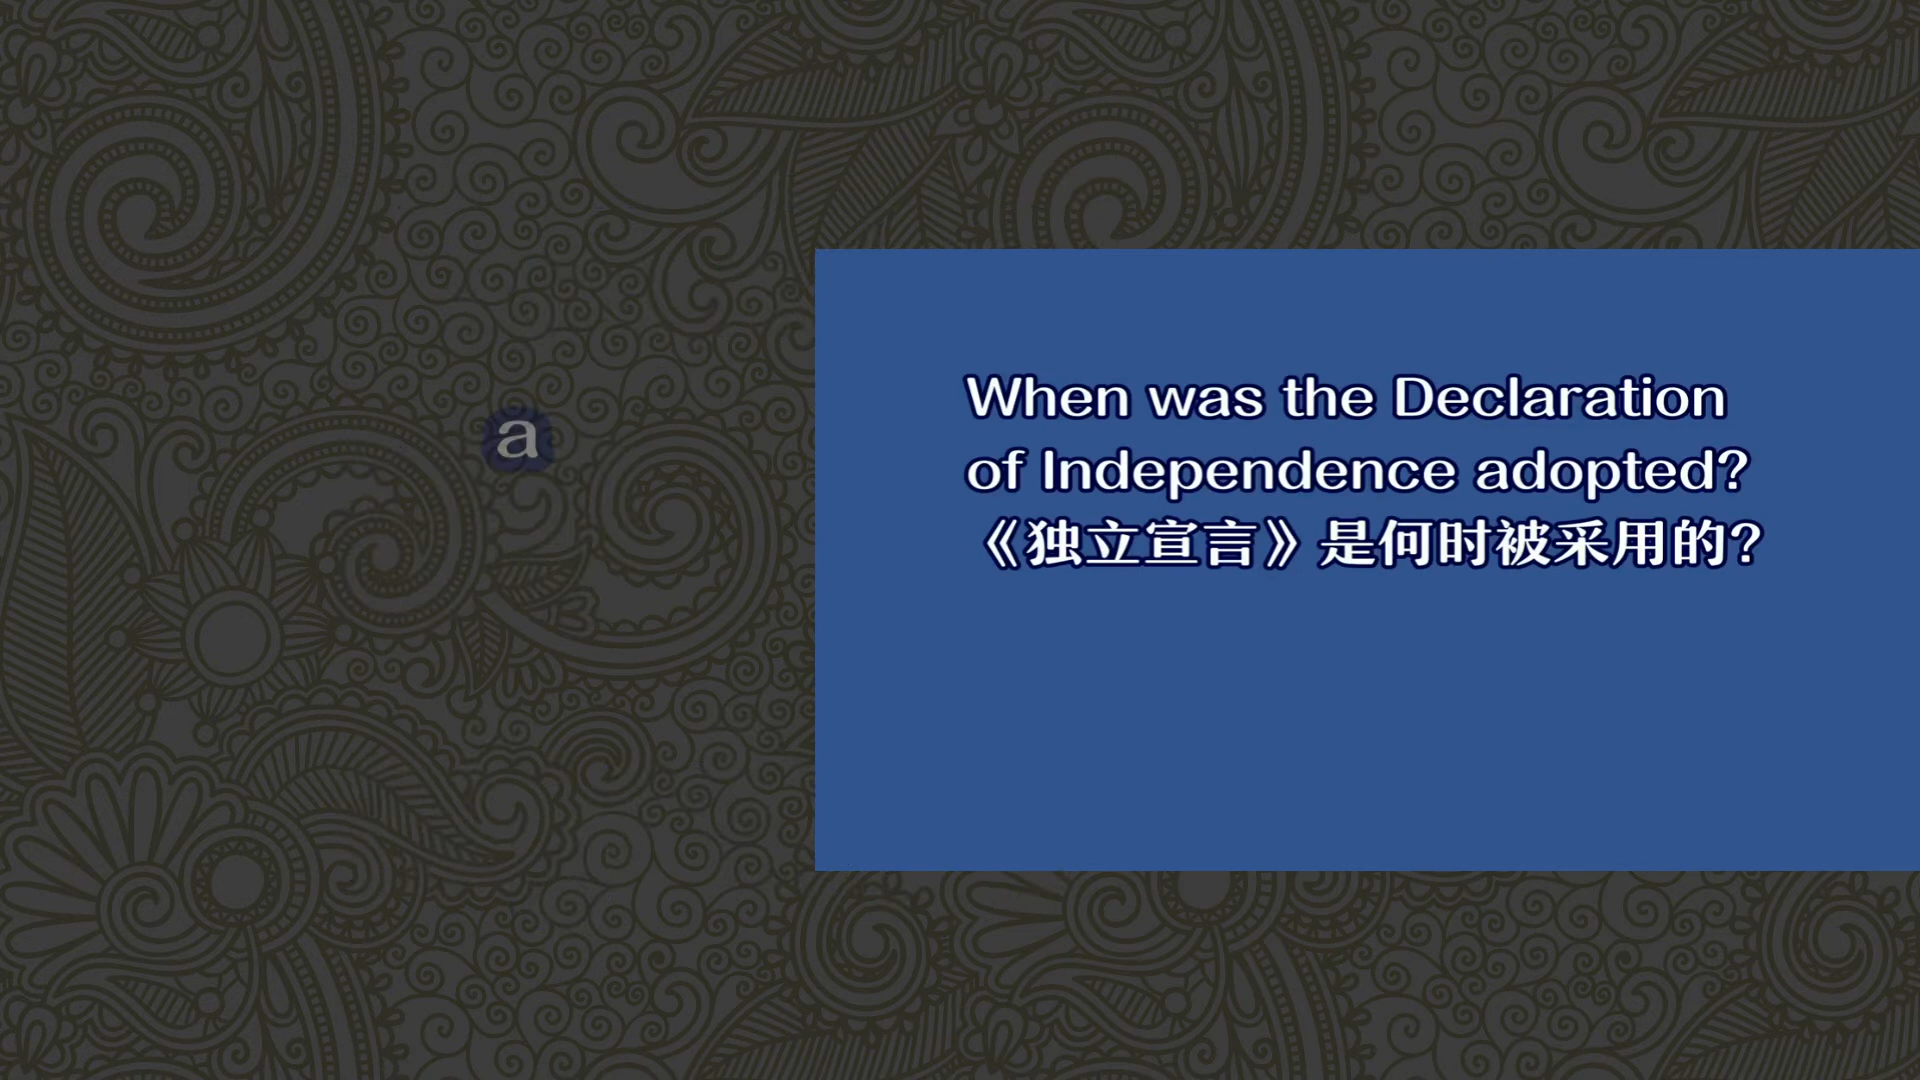 a
When was the Declaration
of Independence adopted?
《独立宣言》是何时被采用的?